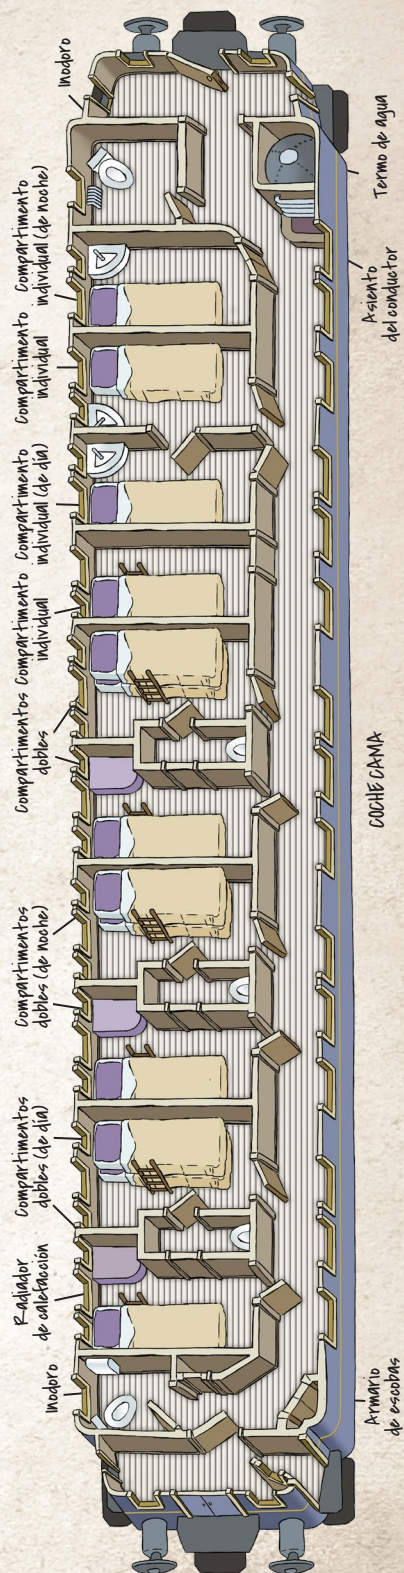 Inodoro
Radiador
de calefacción
Compartimentos
dobles (de día)
Compartimentos
dobles (de noche)
Compartimentos
dobles
Compartimento
individual
Compartimento
individual (de día)
Compartimento
individual
Compartimento
individual (de noche)
Inodoro
Armario
de escobas
COCHE CAMA
Asiento
del conductor
Termo de agua